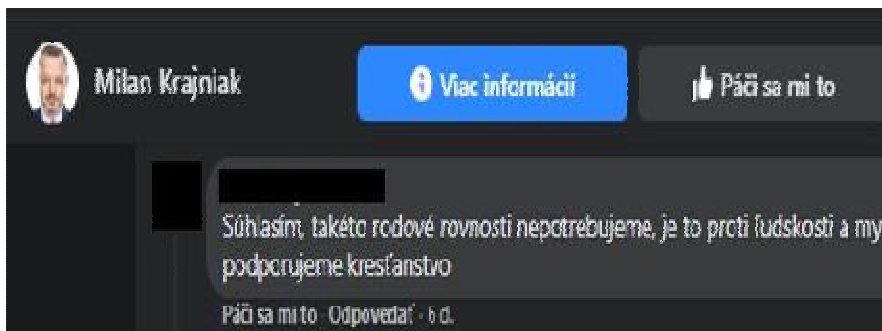 Milan Krajniak
Viac informácií
Páči sa mi to
Súhlasím, takéto rodové rovnosti nepotrebujeme, je to proti ľudskosti a my
podporujeme kresťanstvo
Páči sa mi to · Odpovedať · 6 d.